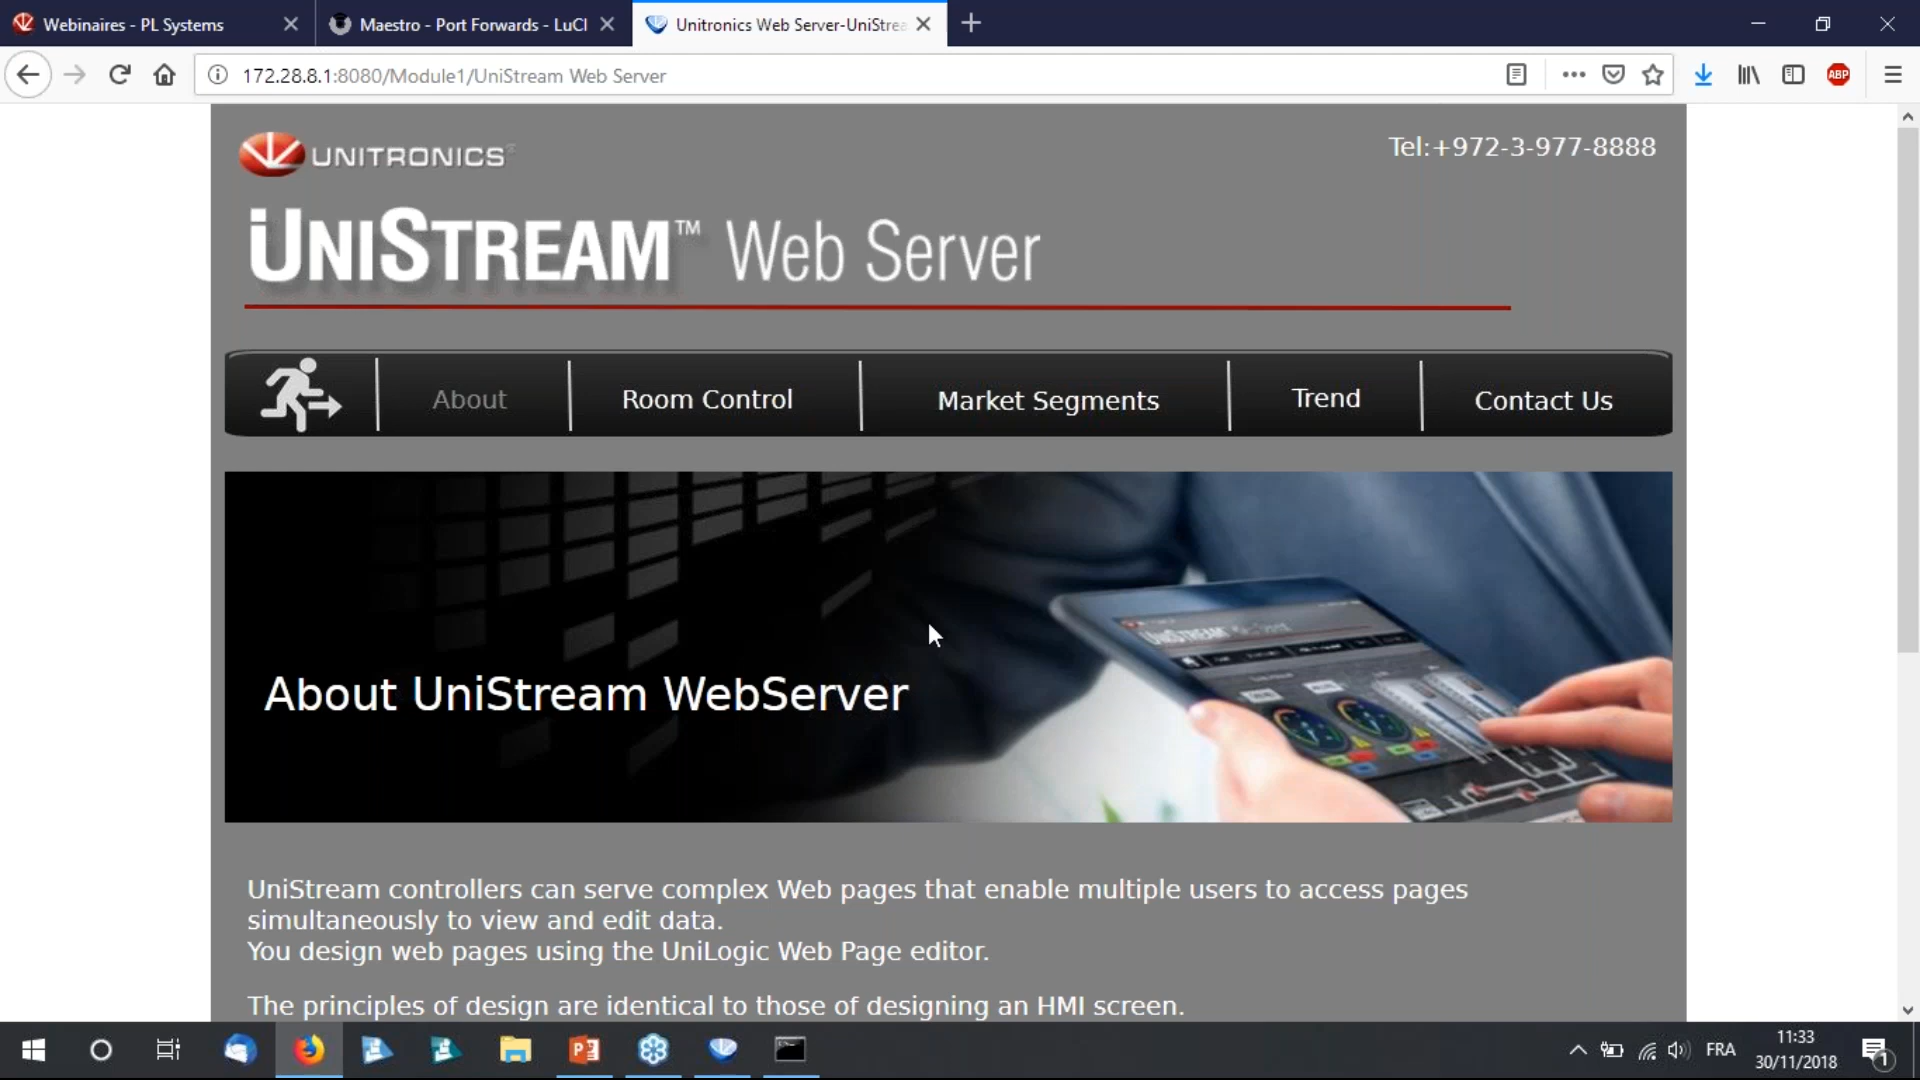 Webinaires - PL Systems
Maestro - Port Forwards - LuCI
Unitronics Web Server-UniStrea
172.28.8.1:8080/Module1/UniStream Web Server
ABP
UNITRONICS
Tel:+972-3-977-8888
UNISTREAM™ Web Server
About
Room Control
Market Segments
Trend
Contact Us
About UniStream WebServer
UniStream controllers can serve complex Web pages that enable multiple users to access pages
simultaneously to view and edit data.
You design web pages using the UniLogic Web Page editor.
The principles of design are identical to those of designing an HMI screen.
FRA
11:33
30/11/2018
1